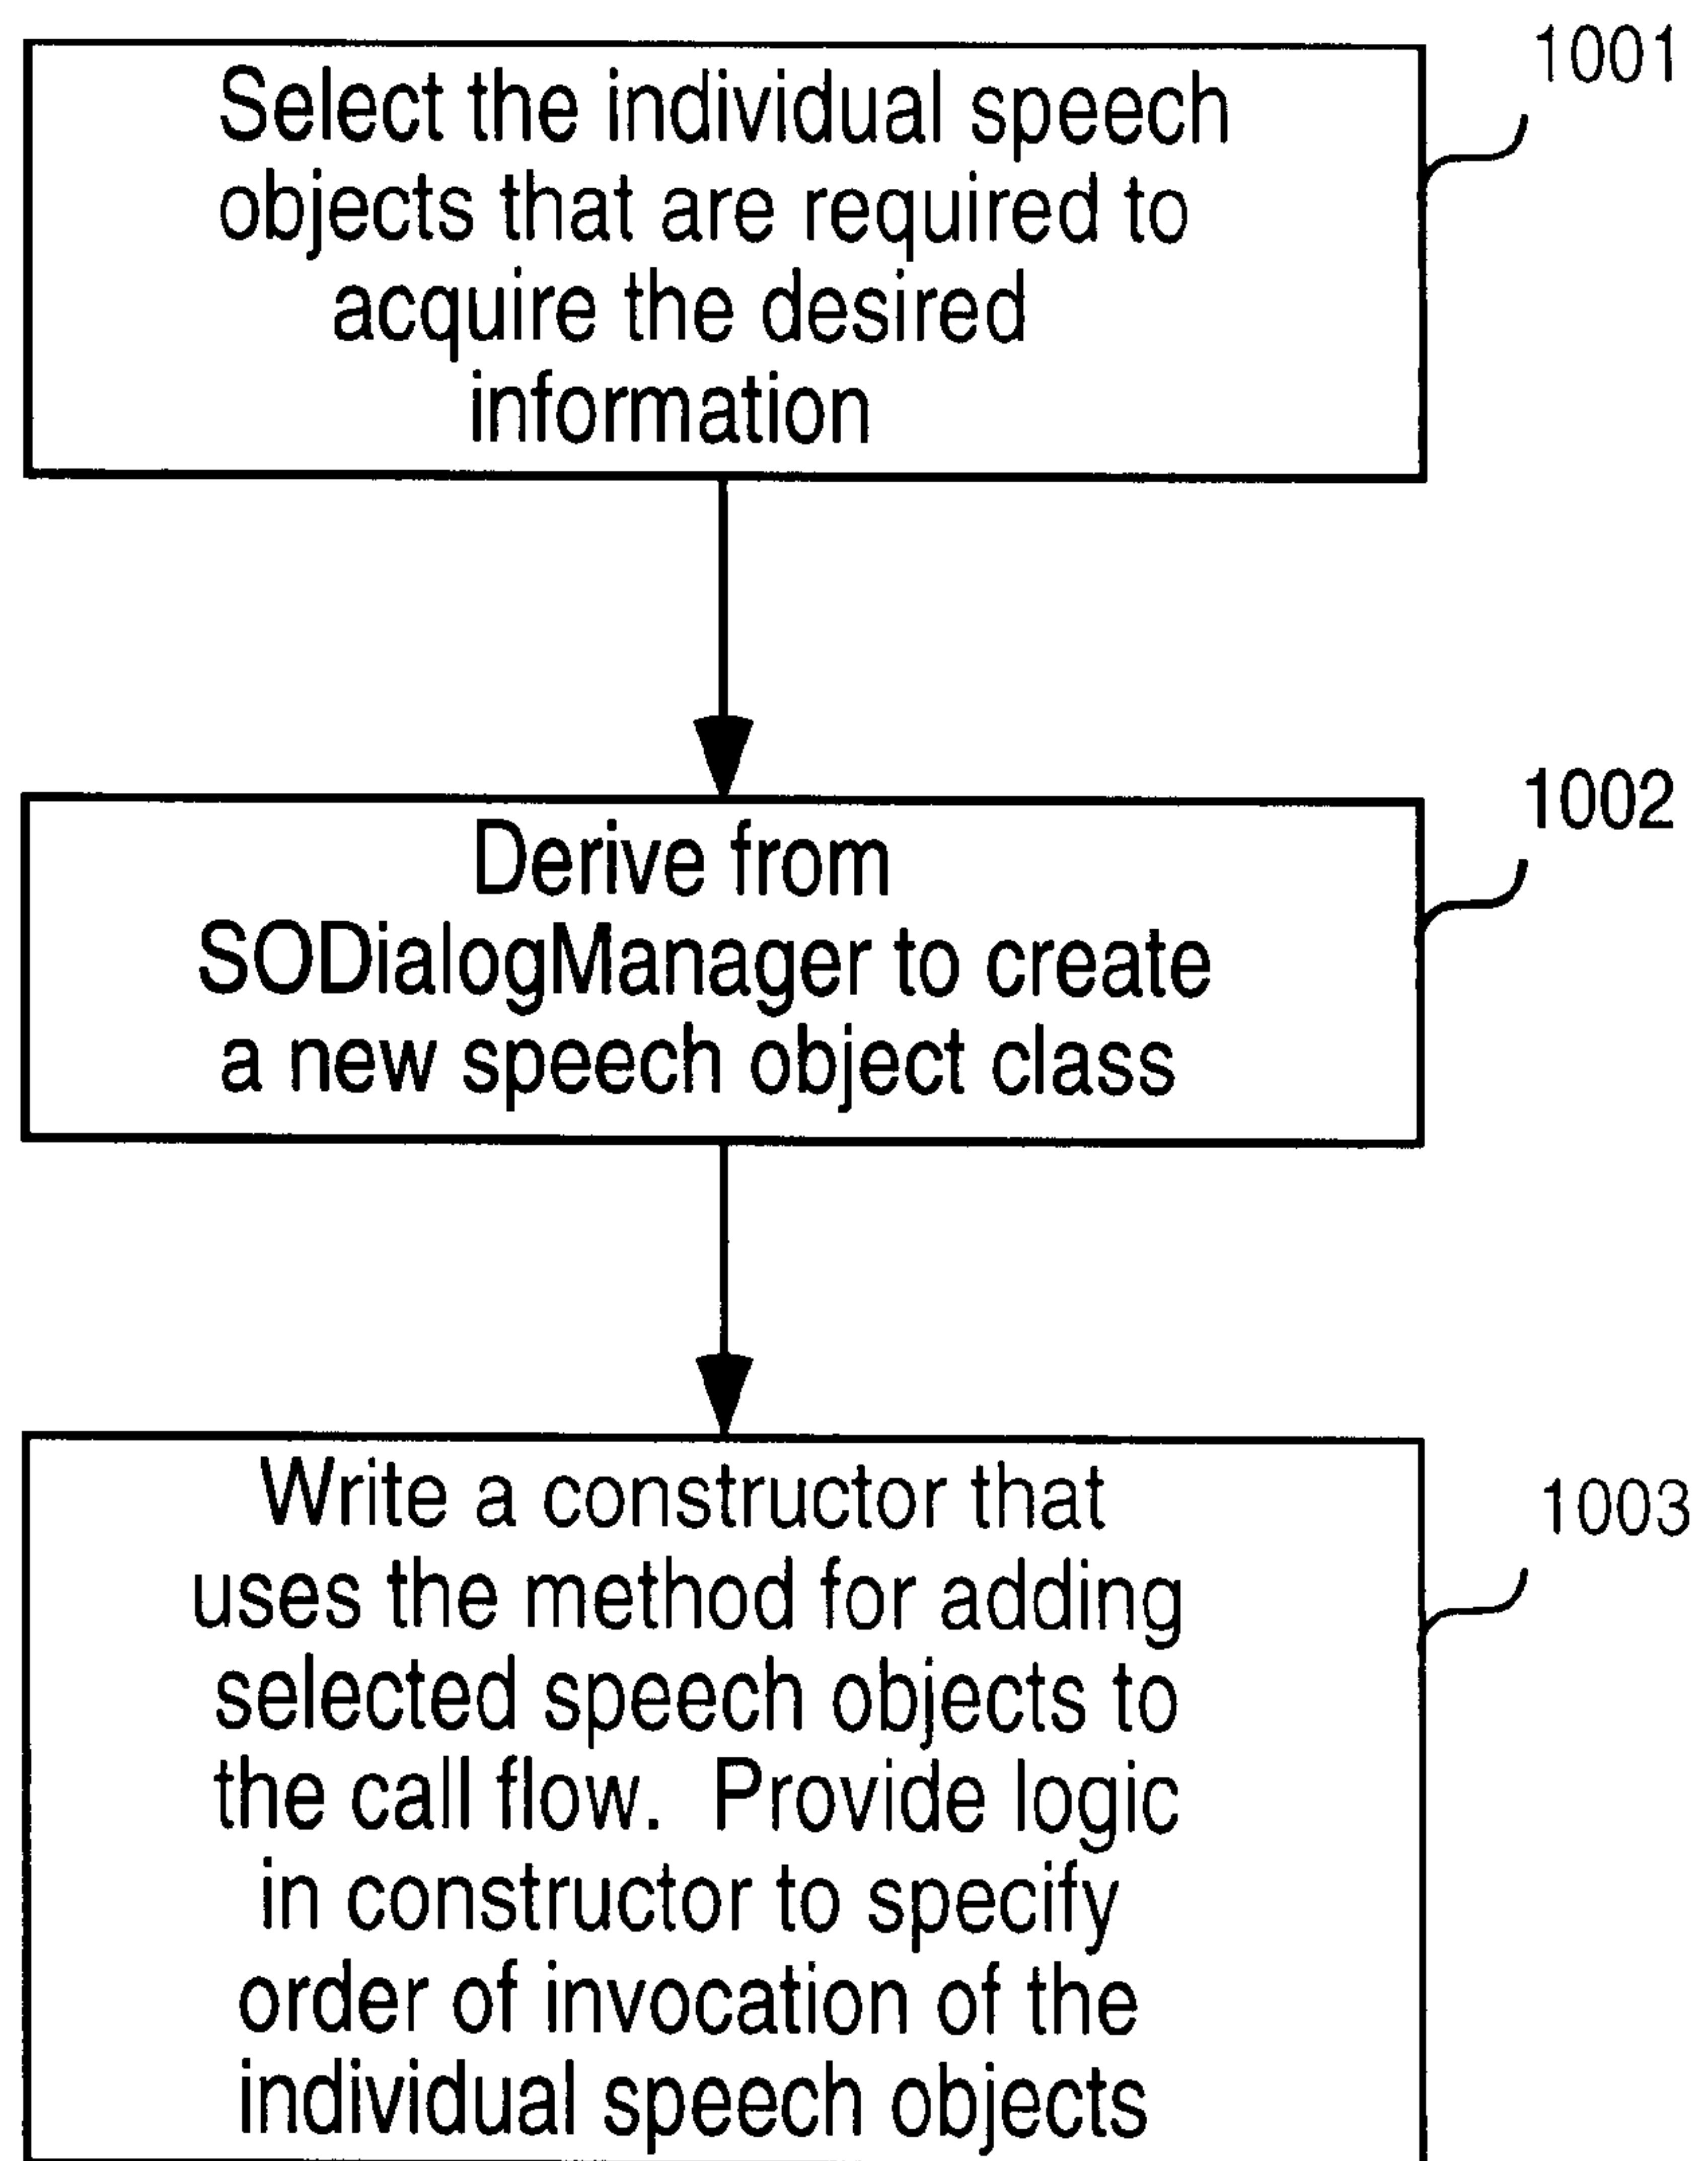 1001
Select the individual speech
objects that are required to
acquire the desired
information
1002
Derive from
SODialogManager to create
a new speech object class
1003
Write a constructor that
uses the method for adding
selected speech objects to
the call flow. Provide logic
in constructor to specify
order of invocation of the
individual speech objects